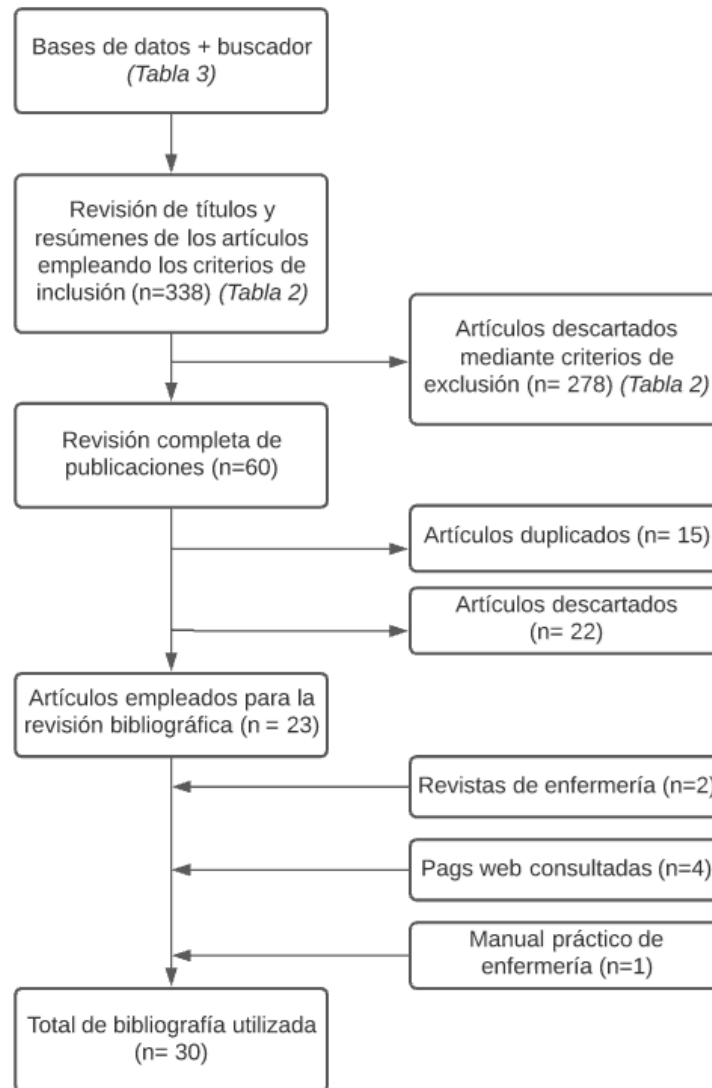 Bases de datos + buscador
(Tabla 3)
Revisión de títulos y
resúmenes de los artículos
empleando los criterios de
inclusión (n=338) (Tabla 2)
Artículos descartados
mediante criterios de
exclusión (n= 278) (Tabla 2)
Revisión completa de
publicaciones (n=60)
Artículos duplicados (n= 15)
Artículos descartados
(n= 22)
Artículos empleados para la
revisión bibliográfica (n = 23)
Revistas de enfermería (n=2)
Pags web consultadas (n=4)
Manual práctico de
enfermería (n=1)
Total de bibliografía utilizada
(n= 30)